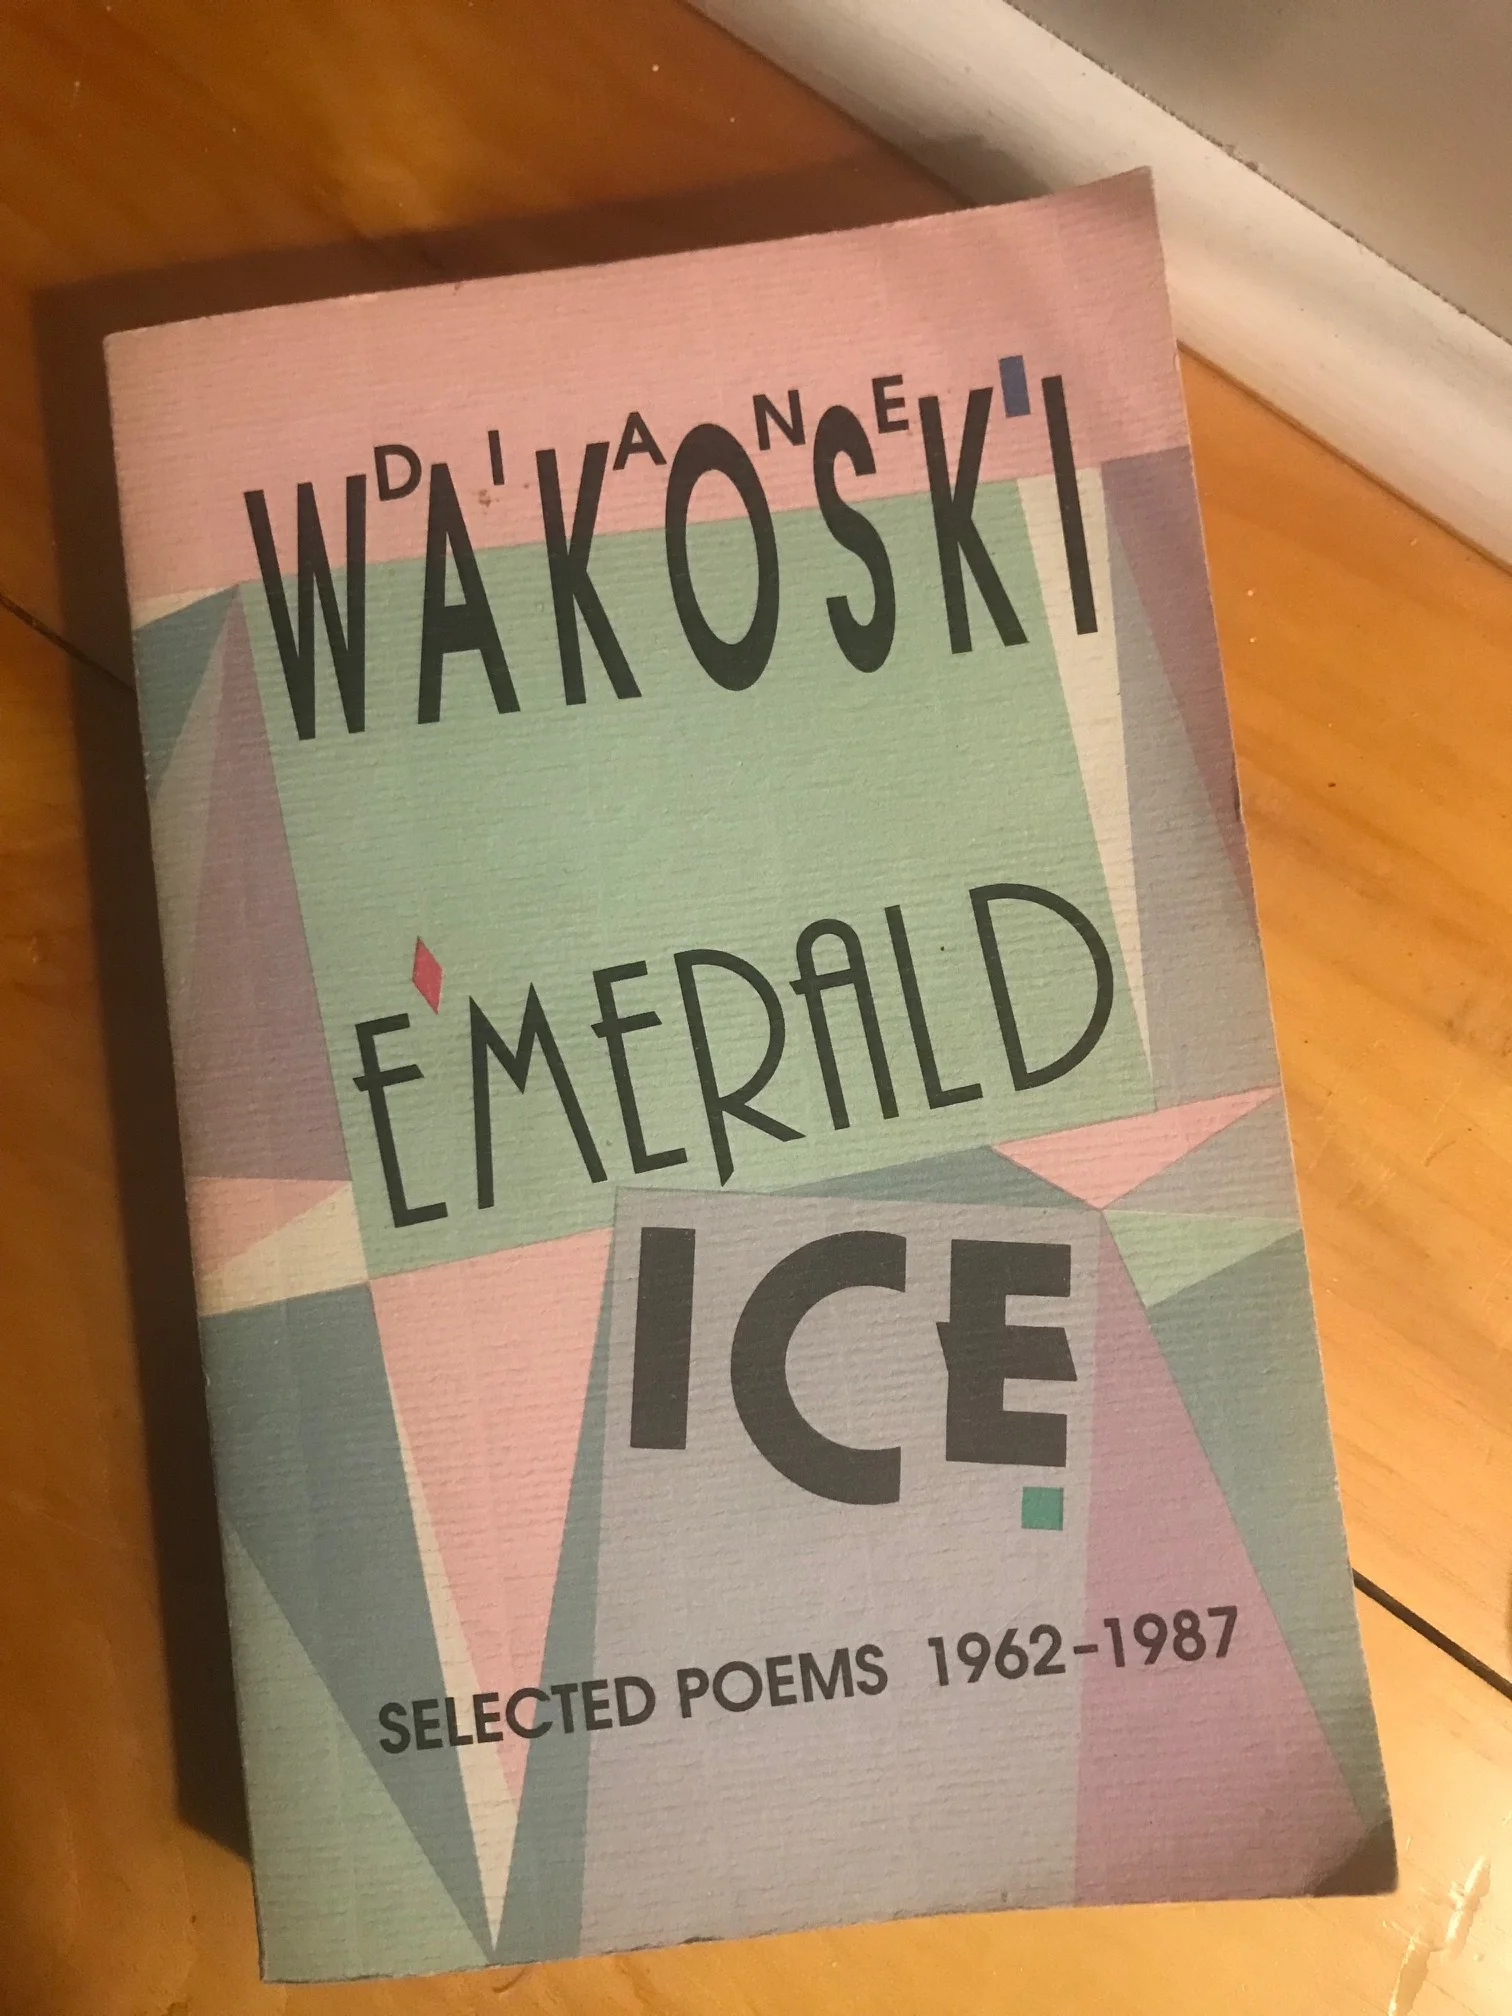 DIANE
WAKOSKI
EMERALD
ICE
SELECTED POEMS 1962-1987